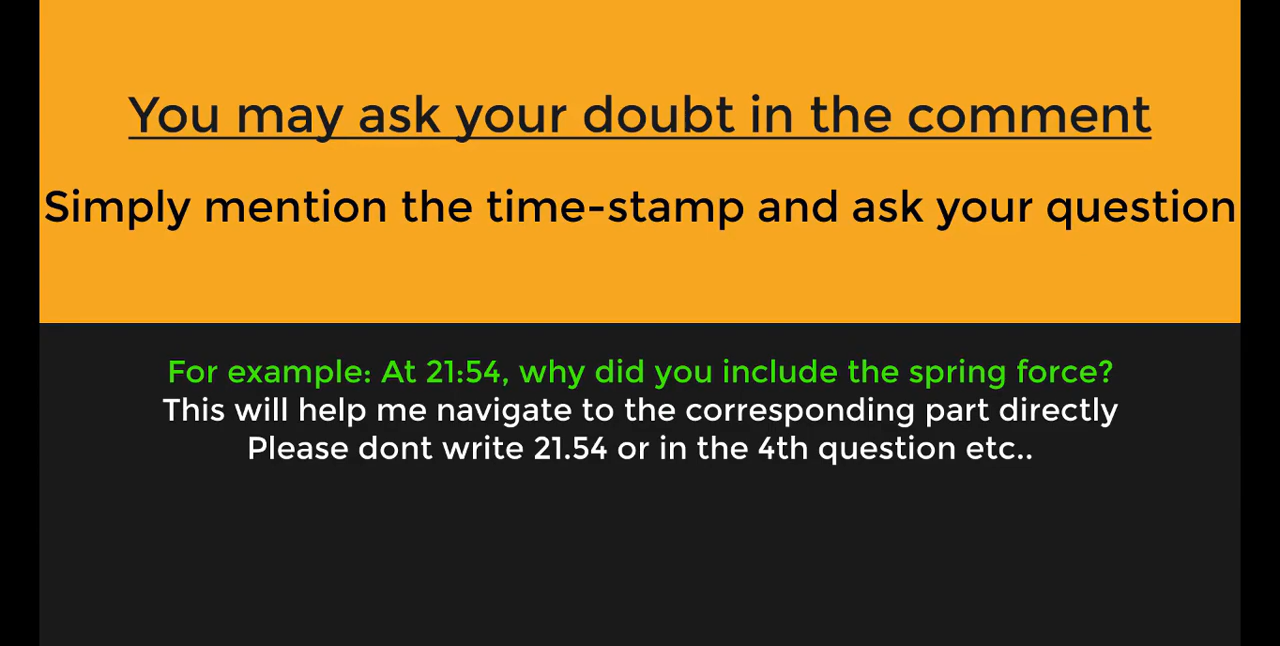 You may ask your doubt in the comment
Simply mention the time-stamp and ask your question
For example: At 21:54, why did you include the spring force?
This will help me navigate to the corresponding part directly
Please dont write 21.54 or in the 4th question etc..